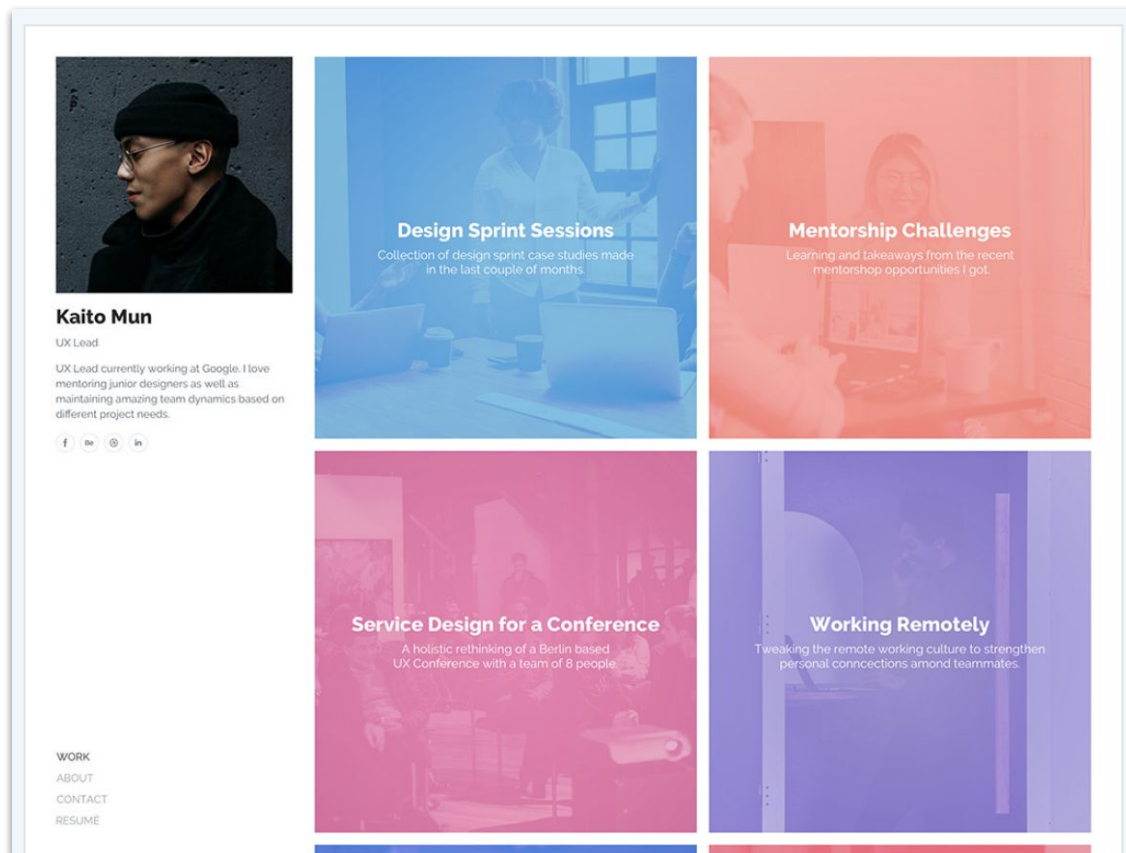 Kaito Mun
UX Lead
UX Lead currently working at Google. I love
mentoring junior designers as well as
maintaining amazing team dynamics based on
different project needs.
f
Bē
in
WORK
ABOUT
CONTACT
RESUMÉ
Design Sprint Sessions
Collection of design sprint case studies made
in the last couple of months.
Mentorship Challenges
Learning and takeaways from the recent
mentorshop opportunities I got.
Service Design for a Conference
A holistic rethinking of a Berlin based
UX Conference with a team of 8 people.
Working Remotely
Tweaking the remote working culture to strengthen
personal conncections amond teammates.